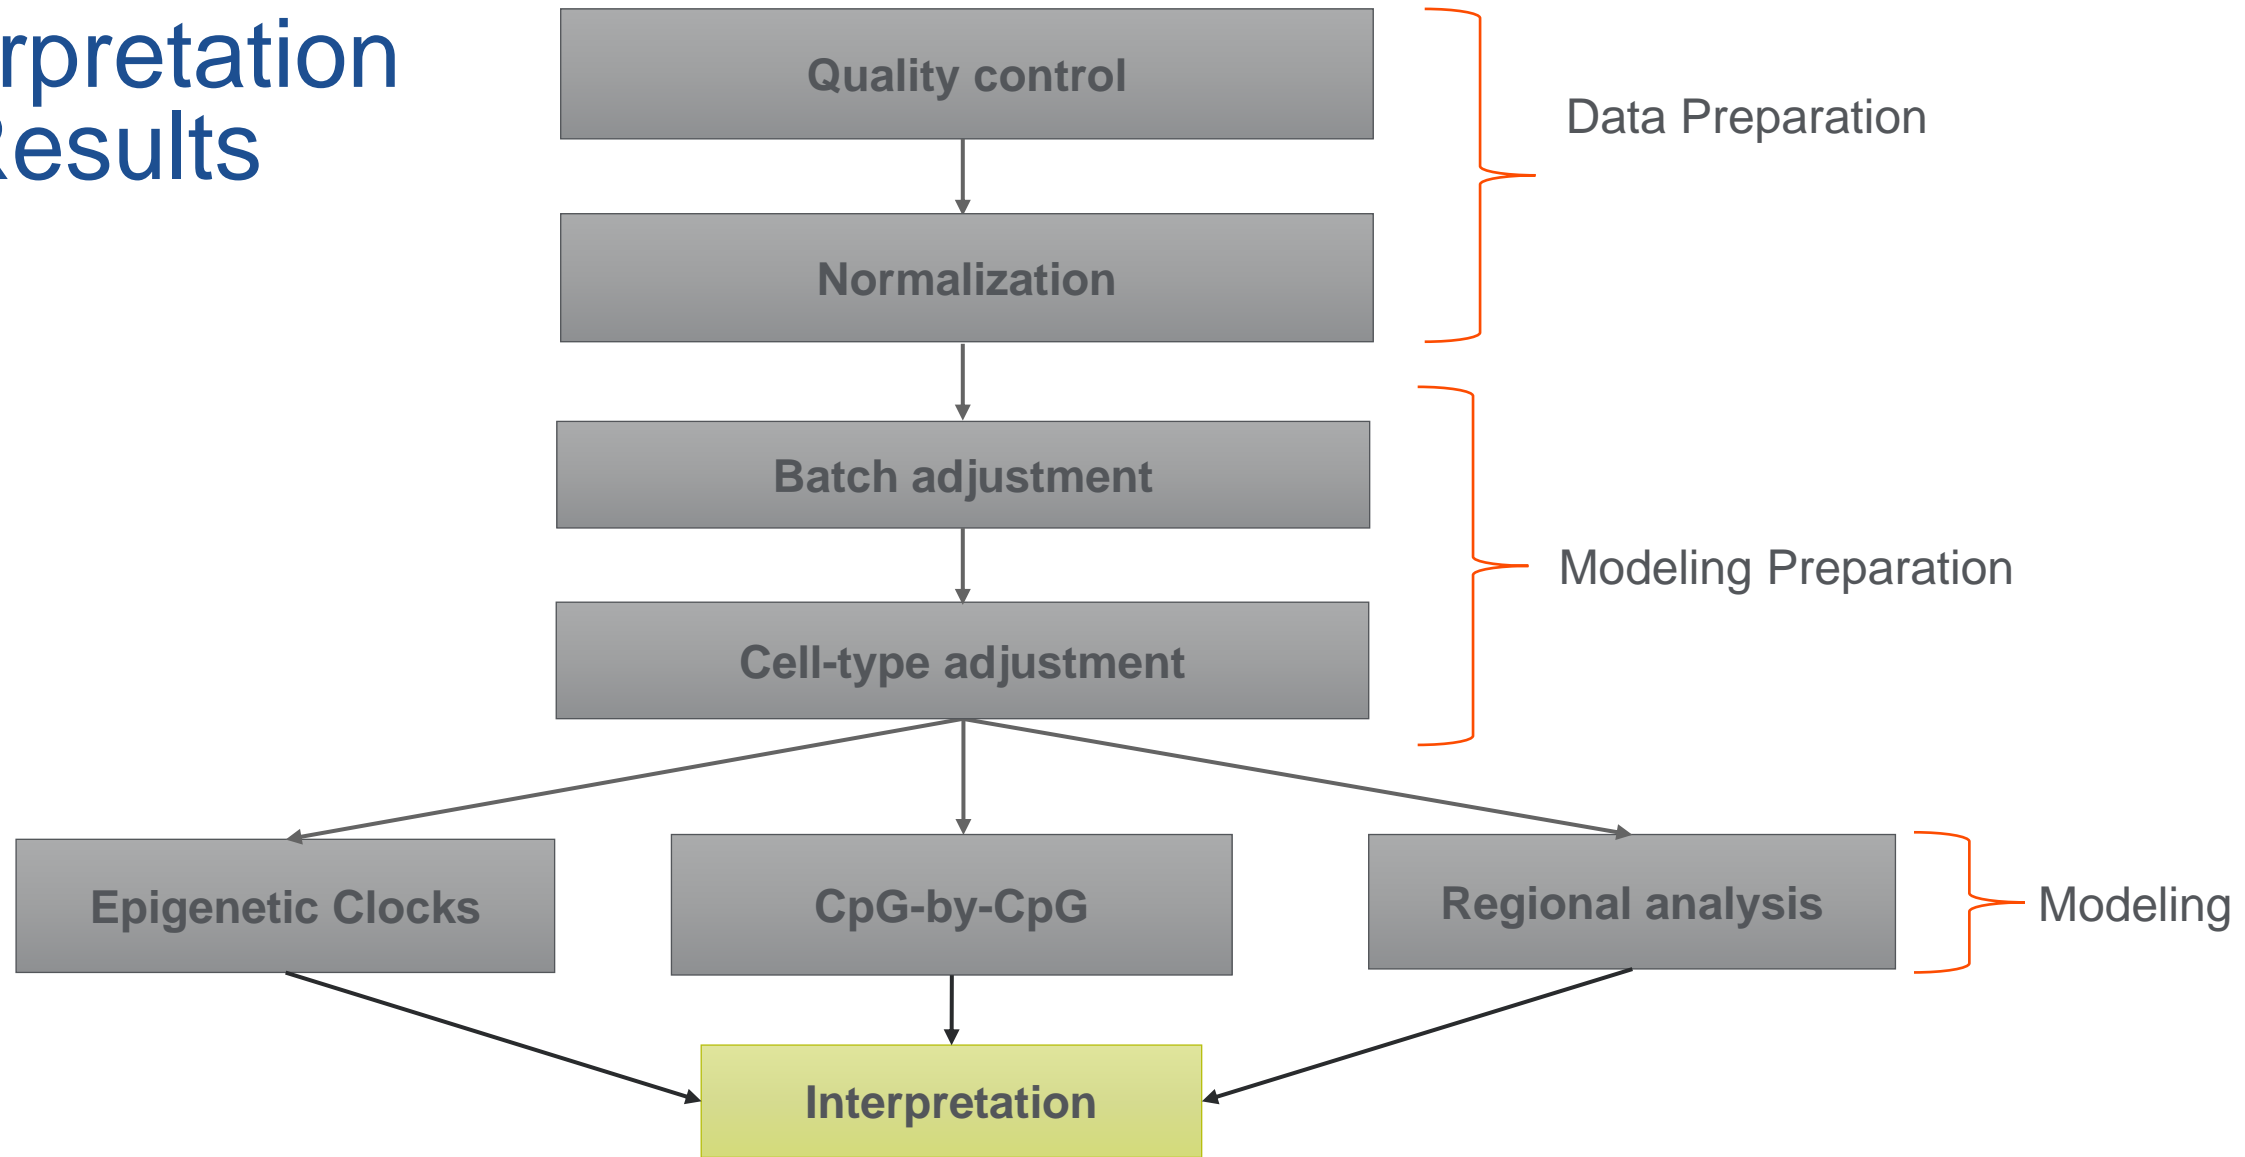 rpretation
Results
Quality control
Data Preparation
Normalization
Batch adjustment
Modeling Preparation
Cell-type adjustment
Epigenetic Clocks
CpG-by-CpG
Regional analysis
Modeling
Interpretation